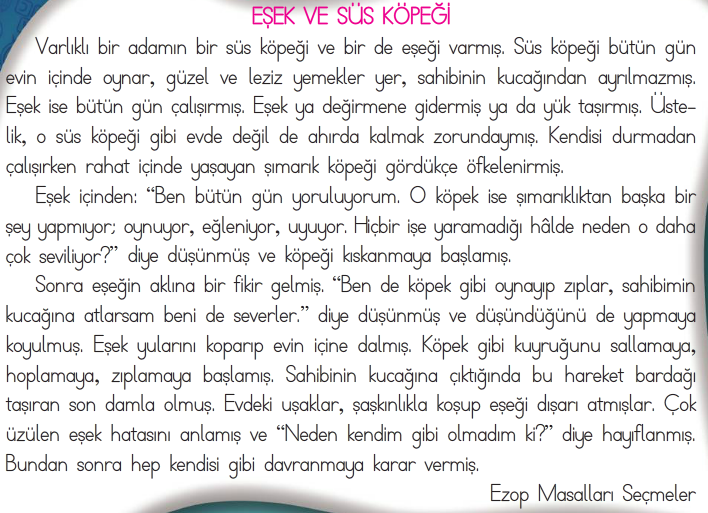 EŞEK VE SÜS KÖPEĞİ
Varlıklı bir adamın bir süs köpeği ve bir de eşeği varmış. Süs köpeği bütün gün
evin içinde oynar, güzel ve leziz yemekler yer, sahibinin kucağından ayrılmazmış.
Eşek ise bütün gün çalışırmış. Eşek ya değirmene gidermiş ya da yük taşırmış. Üste-
lik, o süs köpeği gibi evde değil de ahırda kalmak zorundaymış. Kendisi durmadan
çalışırken rahat içinde yaşayan şımarık köpeği gördükçe öfkelenirmiş.
Eşek içinden: “Ben bütün gün yoruluyorum. O köpek ise şımarıklıktan başka bir
şey yapmıyor; oynuyor, eğleniyor, uyuyor. Hiçbir işe yaramadığı hâlde neden o daha
çok seviliyor?” diye düşünmüş ve köpeği kıskanmaya başlamış.
Sonra eşeğin aklına bir fikir gelmiş. “Ben de köpek gibi oynayıp zıplar, sahibimin
kucağına atlarsam beni de severler.” diye düşünmüş ve düşündüğünü de yapmaya
koyulmuş. Eşek yularını koparıp evin içine dalmış. Köpek gibi kuyruğunu sallamaya,
hoplamaya, zıplamaya başlamış. Sahibinin kucağına çıktığında bu hareket bardağı
taşıran son damla olmuş. Evdeki uşaklar, şaşkınlıkla koşup eşeği dışarı atmışlar. Çok
üzülen eşek hatasını anlamış ve “Neden kendim gibi olmadım ki?” diye hayıflanmış.
Bundan sonra hep kendisi gibi davranmaya karar vermiş.
Ezop Masalları Seçmeler